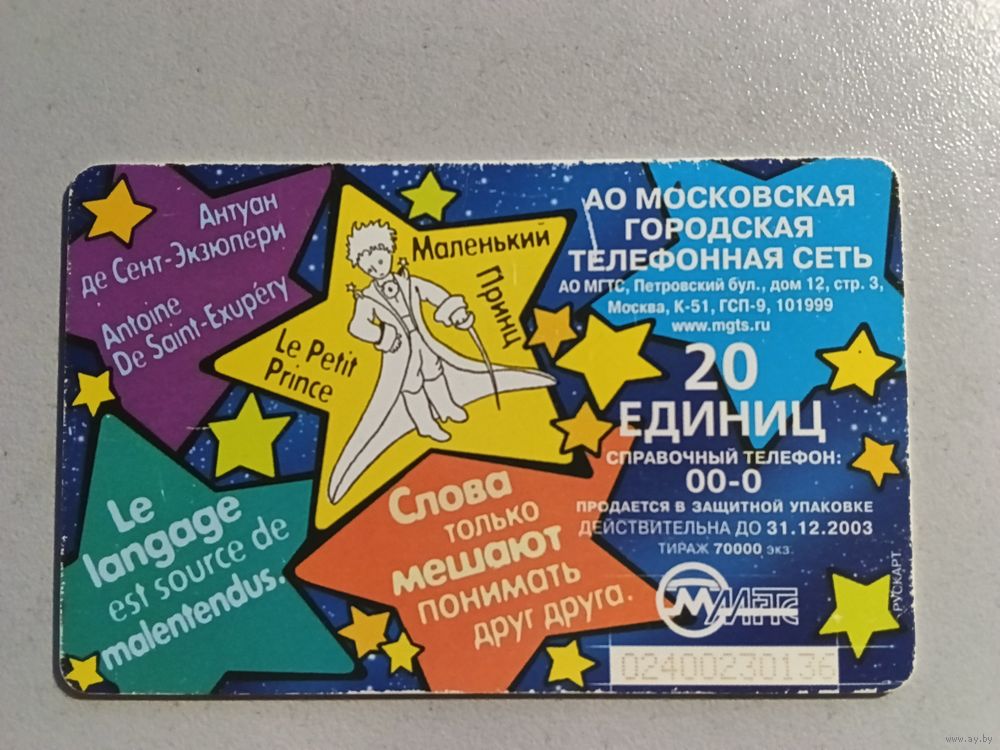 Антуан
де Сент-Экзюпери
Antoine
De Saint-Exupéry
Маленький
Принц
Le Petit
Prince
Le
langage
est source de
malentendus.
Слова
только
мешают
понимать
друг друга.
АО МОСКОВСКАЯ
ГОРОДСКАЯ
ТЕЛЕФОННАЯ СЕТЬ
АО МГТС, Петровский бул., дом 12, стр. 3,
Москва, К-51, ГСП-9, 101999
www.mgts.ru
20
ЕДИНИЦ
СПРАВОЧНЫЙ ТЕЛЕФОН:
00-0
ПРОДАЕТСЯ В ЗАЩИТНОЙ УПАКОВКЕ
ДЕЙСТВИТЕЛЬНА ДО 31.12.2003
ТИРАЖ 70000 экз.
МГТС
РУСКАРТ
02400230136
www.ay.by